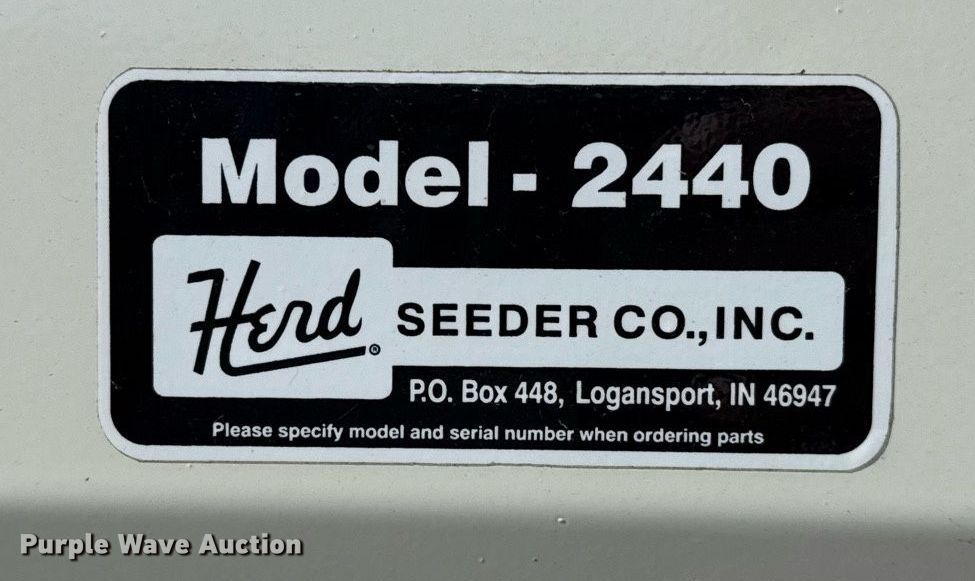 Model - 2440
Herd® SEEDER CO., INC.
P.O. Box 448, Logansport, IN 46947
Please specify model and serial number when ordering parts
Purple Wave Auction